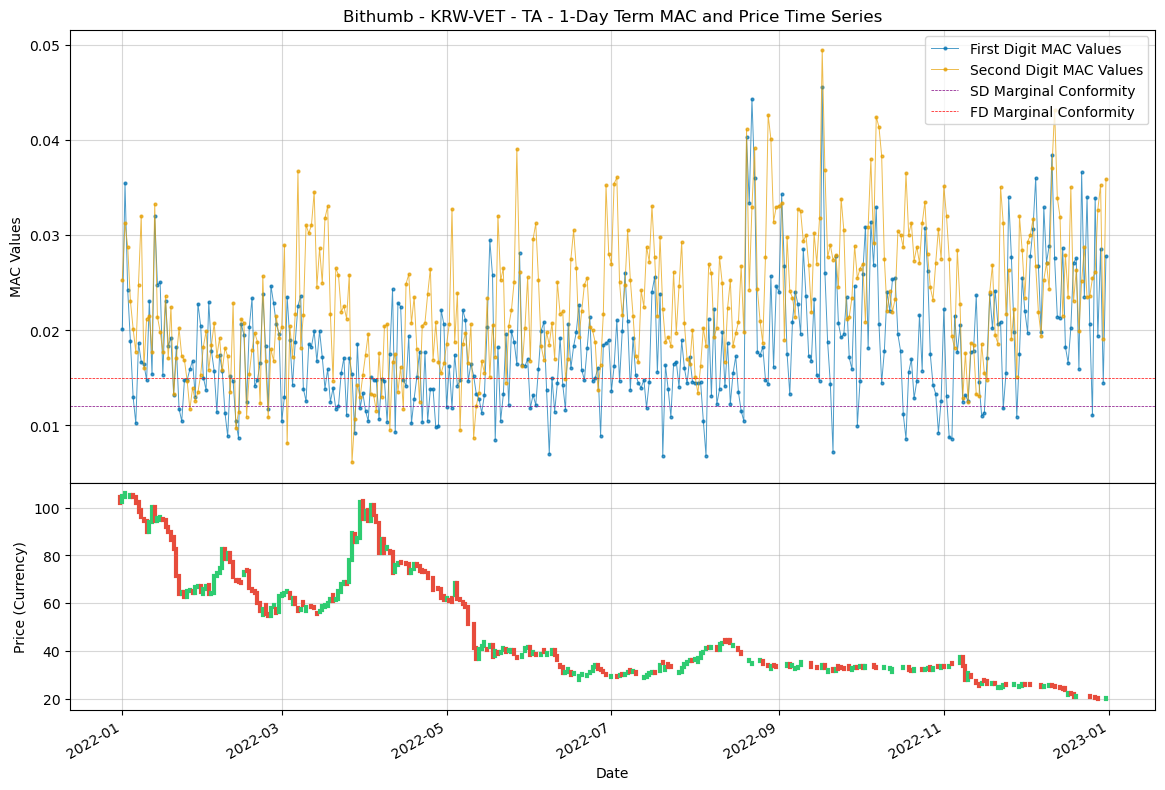 Bithumb - KRW-VET - TA - 1-Day Term MAC and Price Time Series
First Digit MAC Values
Second Digit MAC Values
SD Marginal Conformity
FD Marginal Conformity
MAC Values
0.05
0.04
0.03
0.02
0.01
Price (Currency)
100
80
60
40
20
2022-01
2022-03
2022-05
2022-07
2022-09
2022-11
2023-01
Date